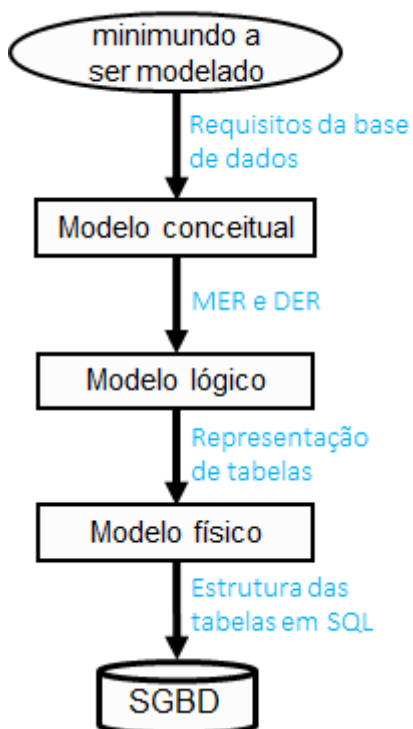 minimundo a
ser modelado
Requisitos da base
de dados
Modelo conceitual
MER e DER
Modelo lógico
Representação
de tabelas
Modelo físico
Estrutura das
tabelas em SQL
SGBD